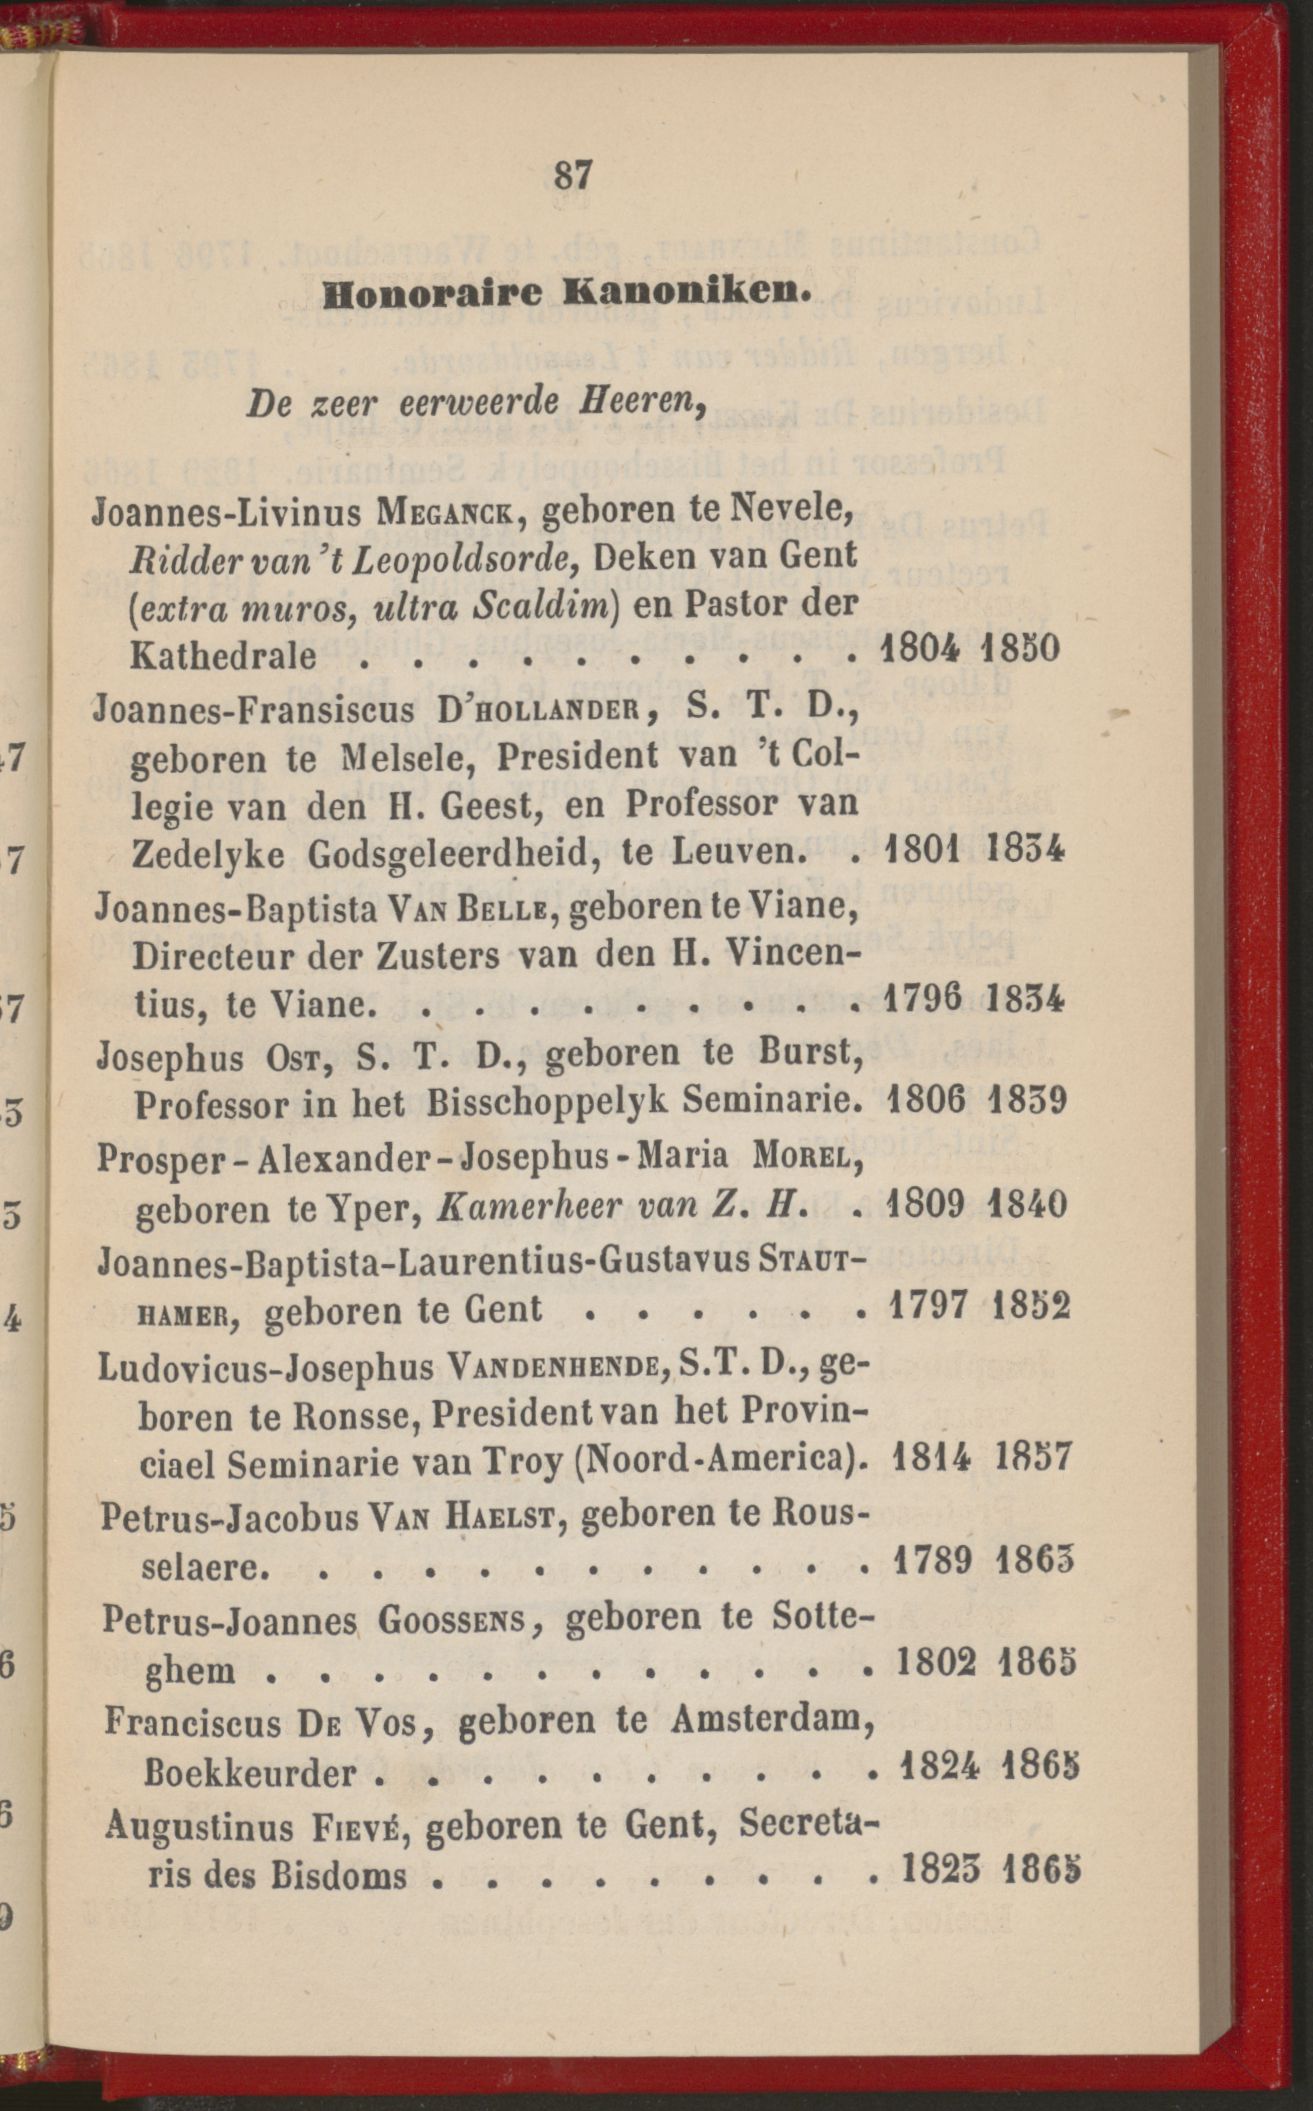 87
Honoraire Kanoniken.
De zeer eerweerde Heeren,
Joannes-Livinus MEGANCK, geboren te Nevele,
Ridder van 't Leopoldsorde, Deken van Gent
(extra muros, ultra Scaldim) en Pastor der
Kathedrale . . . . . . . . . . 1804 1850
Joannes-Fransiscus D'HOLLANDER, S. T. D.,
geboren te Melsele, President van 't Col-
legie van den H. Geest, en Professor van
Zedelyke Godsgeleerdheid, te Leuven. . 1801 1834
Joannes-Baptista VAN BELLE, geboren te Viane,
Directeur der Zusters van den H. Vincen-
tius, te Viane. . . . . . . . . . 1796 1834
Josephus OST, S. T. D., geboren te Burst,
Professor in het Bisschoppelyk Seminarie. 1806 1839
Prosper-Alexander-Josephus-Maria MOREL,
geboren te Yper, Kamerheer van Z. H. . 1809 1840
Joannes-Baptista-Laurentius-Gustavus STAUT-
HAMER, geboren te Gent . . . . . . 1797 1852
Ludovicus-Josephus VANDENHENDE, S.T. D., ge-
boren te Ronsse, President van het Provin-
ciael Seminarie van Troy (Noord-America). 1814 1857
Petrus-Jacobus VAN HAELST, geboren te Rous-
selaere. . . . . . . . . . . . 1789 1863
Petrus-Joannes GOOSSENS, geboren te Sotte-
ghem . . . . . . . . . . . . 1802 1865
Franciscus DE VOS, geboren te Amsterdam,
Boekkeurder . . . . . . . . . . 1824 1865
Augustinus FIEVÉ, geboren te Gent, Secreta-
ris des Bisdoms . . . . . . . . . 1823 1865